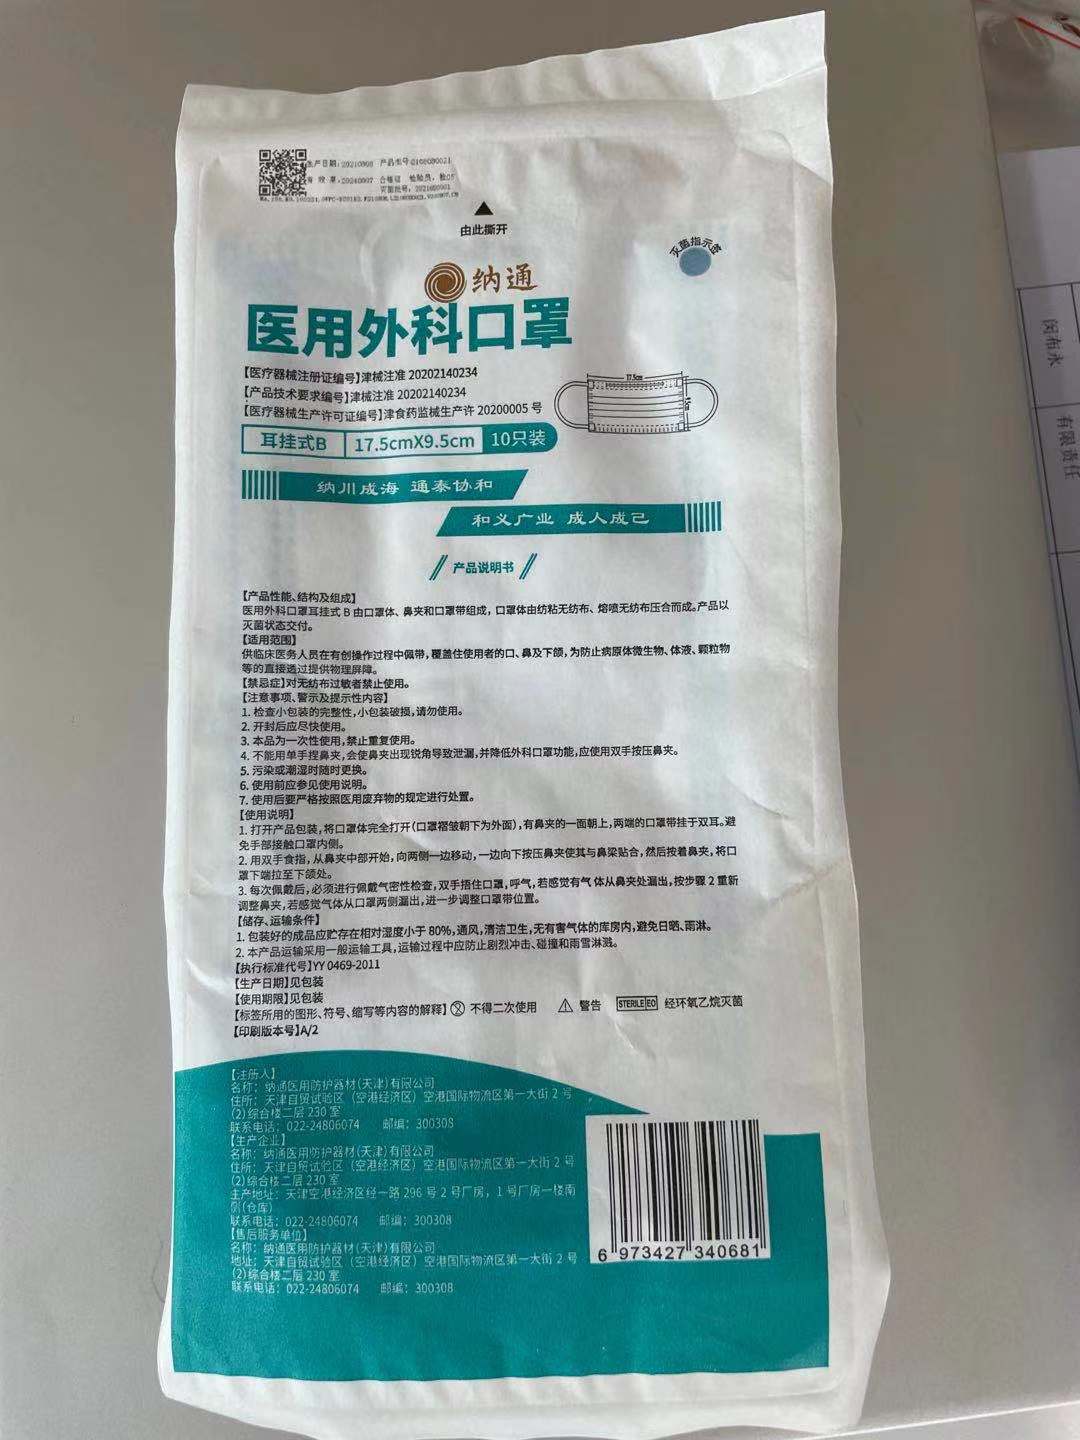 生产日期：20210808 产品批号 0108080021
有 效 期：20240807 合格证 检验员：检05
灭菌批号：2021080001
由此撕开
灭菌指示签
纳通
医用外科口罩
【医疗器械注册证编号】津械注准 20202140234
【产品技术要求编号】津械注准 20202140234
【医疗器械生产许可证编号】津食药监械生产许 20200005 号
17.5cm
耳挂式B 17.5cmX9.5cm 10只装
纳川成海 通泰协和
和义广业 成人成己
产品说明书
【产品性能、结构及组成】
医用外科口罩耳挂式 B 由口罩体、鼻夹和口罩带组成，口罩体由纺粘无纺布、熔喷无纺布压合而成。产品以
灭菌状态交付。
【适用范围】
供临床医务人员在有创操作过程中佩带，覆盖住使用者的口、鼻及下颌，为防止病原体微生物、体液、颗粒物
等的直接透过提供物理屏障。
【禁忌症】对无纺布过敏者禁止使用。
【注意事项、警示及提示性内容】
1. 检查小包装的完整性，小包装破损，请勿使用。
2. 开封后应尽快使用。
3. 本品为一次性使用，禁止重复使用。
4. 不能用单手捏鼻夹，会使鼻夹出现锐角导致泄漏，并降低外科口罩功能，应使用双手按压鼻夹。
5. 污染或潮湿时随时更换。
6. 使用前应参见使用说明。
7. 使用后要严格按照医用废弃物的规定进行处置。
【使用说明】
1. 打开产品包装，将口罩体完全打开（口罩褶皱朝下为外面），有鼻夹的一面朝上，两端的口罩带挂于双耳。避
免手部接触口罩内侧。
2. 用双手食指，从鼻夹中部开始，向两侧一边移动，一边向下按压鼻夹使其与鼻梁贴合，然后按着鼻夹，将口
罩下端拉至下颌处。
3. 每次佩戴后，必须进行佩戴气密性检查，双手捂住口罩，呼气，若感觉有气体从鼻夹处漏出，按步骤 2 重新
调整鼻夹，若感觉气体从口罩两侧漏出，进一步调整口罩带位置。
【储存、运输条件】
1. 包装好的成品应贮存在相对湿度小于 80%，通风，清洁卫生，无有害气体的库房内，避免日晒、雨淋。
2. 本产品运输采用一般运输工具，运输过程中应防止剧烈冲击、碰撞和雨雪淋溅。
【执行标准代号】YY 0469-2011
【生产日期】见包装
【使用期限】见包装
【标签所用的图形、符号、缩写等内容的解释】 不得二次使用 警告 STERILE EO 经环氧乙烷灭菌
【印刷版本号】A/2
【注册人】
名称：纳通医用防护器材(天津)有限公司
住所：天津自贸试验区（空港经济区）空港国际物流区第一大街 2 号
(2)综合楼二层 230 室
联系电话：022-24806074 邮编：300308
【生产企业】
名称：纳通医用防护器材(天津)有限公司
住所：天津自贸试验区（空港经济区）空港国际物流区第一大街 2 号
(2)综合楼二层 230 室
生产地址：天津空港经济区经一路 296 号 2 号厂房，1 号厂房一楼南
侧(仓库)
联系电话：022-24806074 邮编：300308
【售后服务单位】
名称：纳通医用防护器材(天津)有限公司
地址：天津自贸试验区（空港经济区）空港国际物流区第一大街 2 号
(2)综合楼二层 230 室
联系电话：022-24806074 邮编：300308
6 973427 340681
闵布永
有限责任